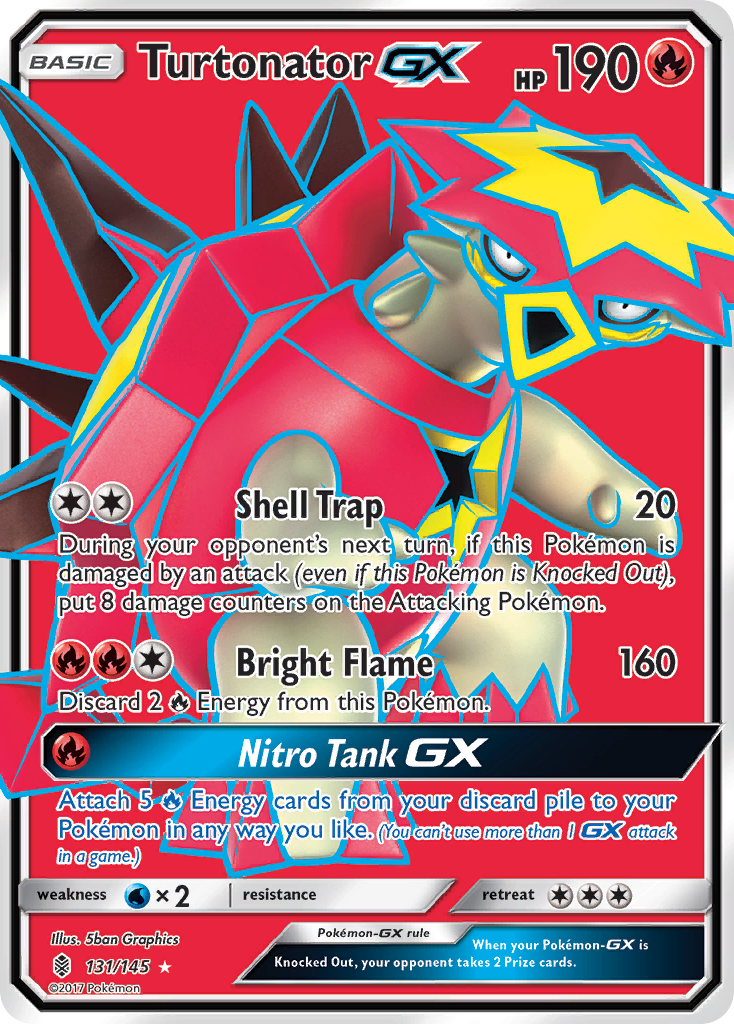 BASIC Turtonator GX HP 190
Shell Trap 20
During your opponent's next turn, if this Pokémon is
damaged by an attack (even if this Pokémon is Knocked Out),
put 8 damage counters on the Attacking Pokémon.
Bright Flame 160
Discard 2 Energy from this Pokémon.
Nitro Tank GX
Attach 5 Energy cards from your discard pile to your
Pokémon in any way you like. (You can't use more than 1 GX attack
in a game.)
weakness ×2 resistance retreat
Illus. 5ban Graphics
131/145
©2017 Pokémon
Pokémon-GX rule
When your Pokémon-GX is
Knocked Out, your opponent takes 2 Prize cards.